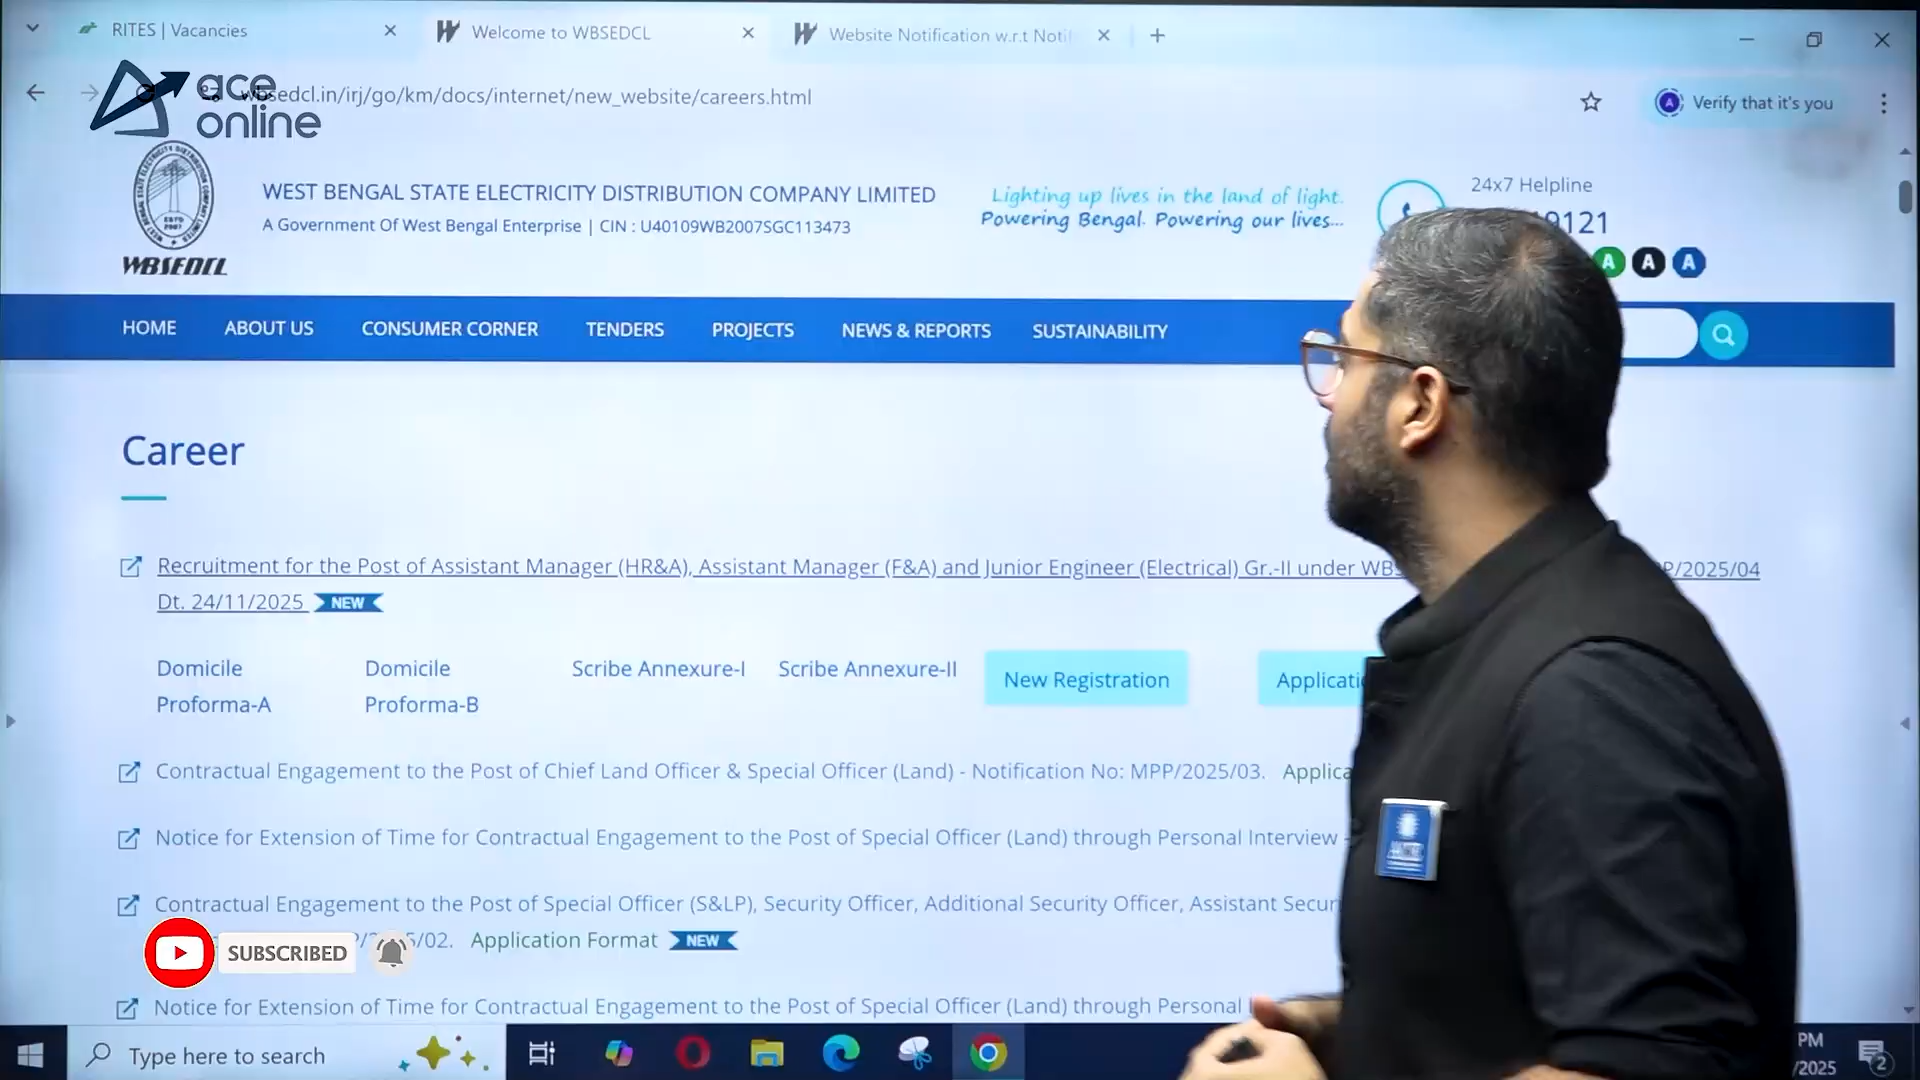 RITES | Vacancies
Welcome to WBSEDCL
Website Notification w.r.t Noti
ace
online
wbsedcl.in/irj/go/km/docs/internet/new_website/careers.html
Verify that it's you
WBSEDCL
WEST BENGAL STATE ELECTRICITY DISTRIBUTION COMPANY LIMITED
A Government Of West Bengal Enterprise | CIN : U40109WB2007SGC113473
Lighting up lives in the land of light.
Powering Bengal. Powering our lives...
24x7 Helpline
9121
A A A
HOME ABOUT US CONSUMER CORNER TENDERS PROJECTS NEWS & REPORTS SUSTAINABILITY
Career
Recruitment for the Post of Assistant Manager (HR&A), Assistant Manager (F&A) and Junior Engineer (Electrical) Gr.-II under P/2025/04
Dt. 24/11/2025 NEW
Domicile Proforma-A
Domicile Proforma-B
Scribe Annexure-I
Scribe Annexure-II
New Registration
Applicati
Contractual Engagement to the Post of Chief Land Officer & Special Officer (Land) - Notification No: MPP/2025/03. Applica
Notice for Extension of Time for Contractual Engagement to the Post of Special Officer (Land) through Personal Interview
Contractual Engagement to the Post of Special Officer (S&LP), Security Officer, Additional Security Officer, Assistant Secur
5/02. Application Format NEW
SUBSCRIBED
Notice for Extension of Time for Contractual Engagement to the Post of Special Officer (Land) through Personal
Type here to search
PM
/2025
2